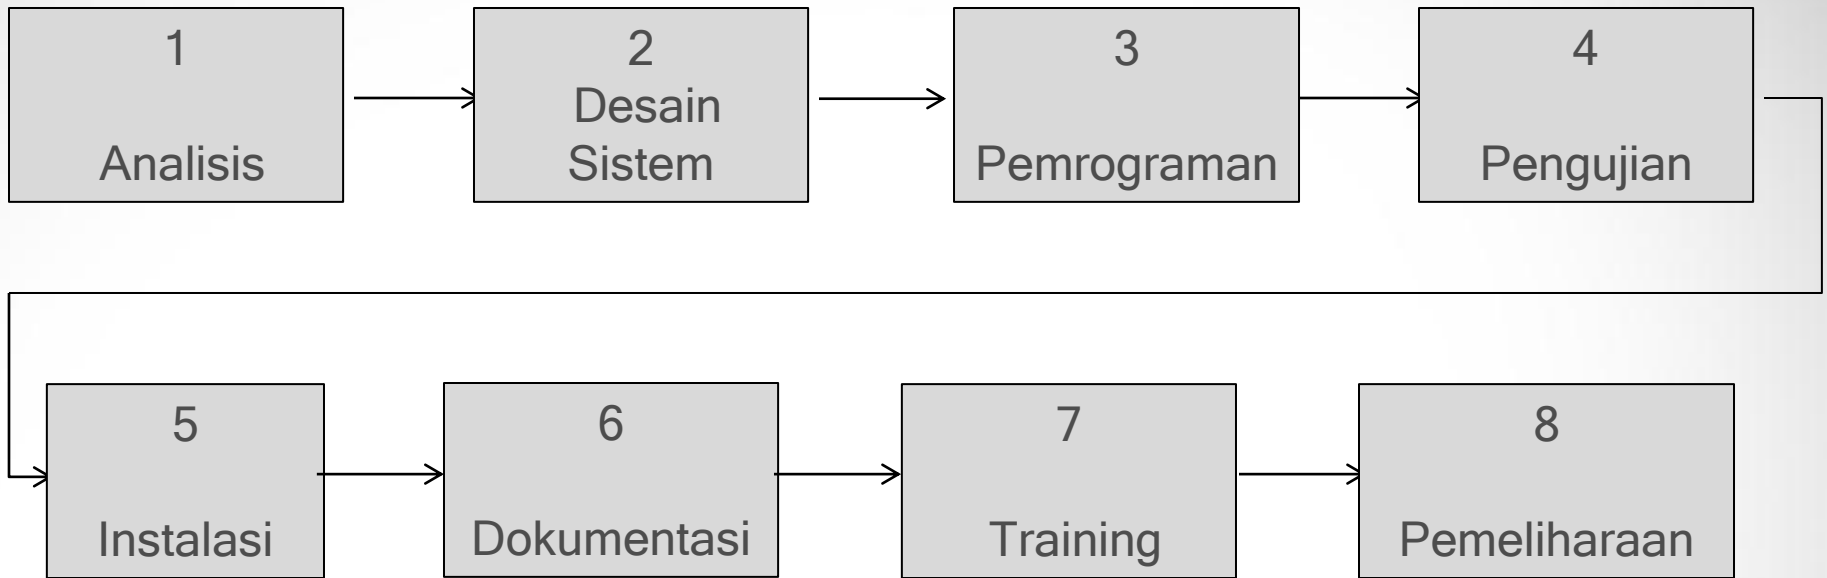 1
Analisis
2
Desain
Sistem
3
Pemrograman
4
Pengujian
5
Instalasi
6
Dokumentasi
7
Training
8
Pemeliharaan